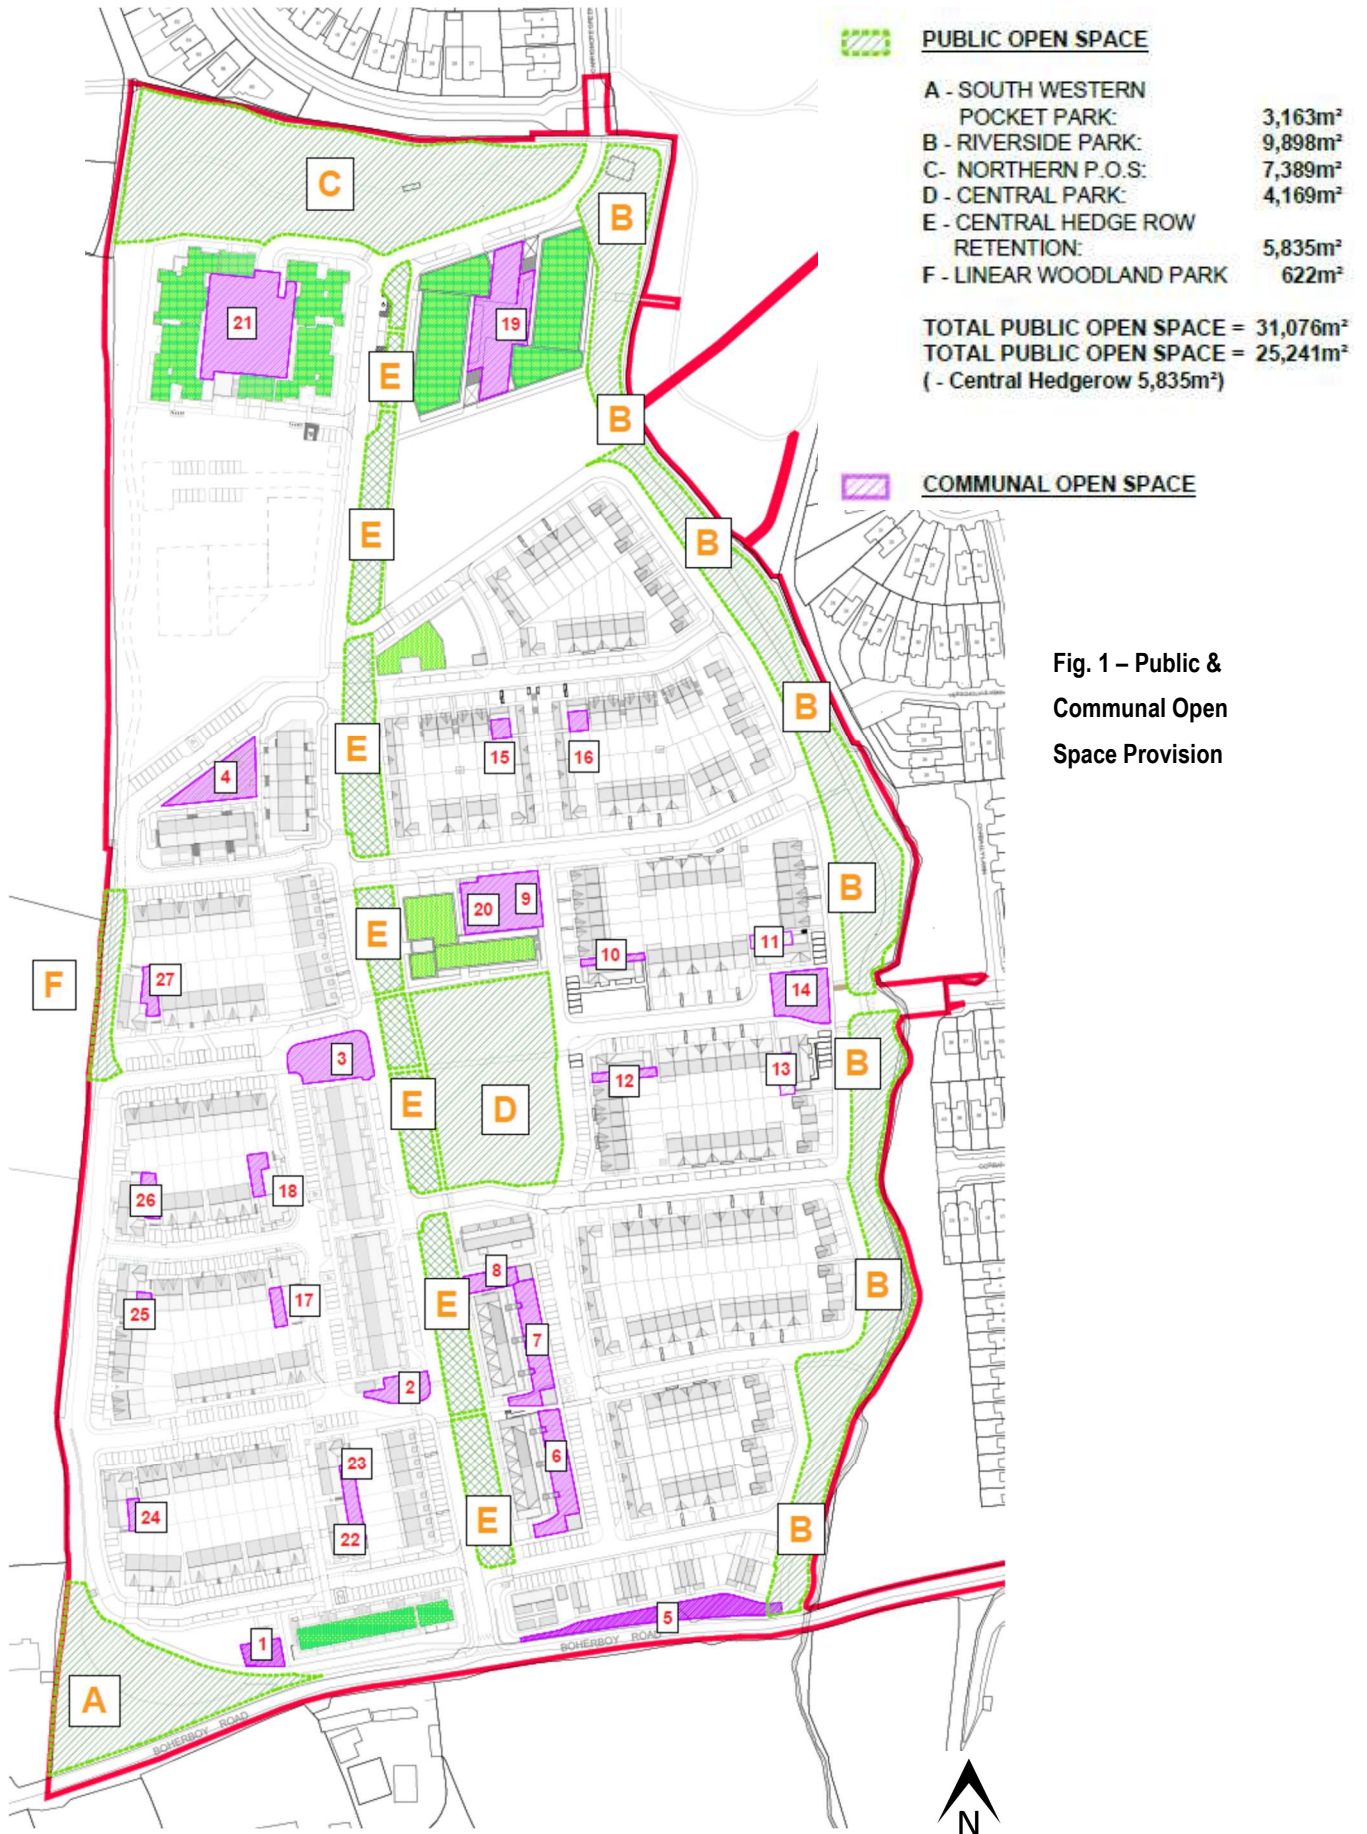 PUBLIC OPEN SPACE
A - SOUTH WESTERN
POCKET PARK: 3,163m²
B - RIVERSIDE PARK: 9,898m²
C- NORTHERN P.O.S: 7,389m²
D - CENTRAL PARK: 4,169m²
E - CENTRAL HEDGE ROW
RETENTION: 5,835m²
F - LINEAR WOODLAND PARK 622m²
TOTAL PUBLIC OPEN SPACE = 31,076m²
TOTAL PUBLIC OPEN SPACE = 25,241m²
( - Central Hedgerow 5,835m²)
COMMUNAL OPEN SPACE
Fig. 1 – Public &
Communal Open
Space Provision
C
B
21
19
E
B
E
B
B
E
15
16
4
B
E
9
20
10
11
F
27
14
3
B
E
12
13
D
26
18
8
B
25
17
E
7
2
23
6
24
22
E
B
5
1
BOHERBOY ROAD
A
BOHERBOY ROAD
N